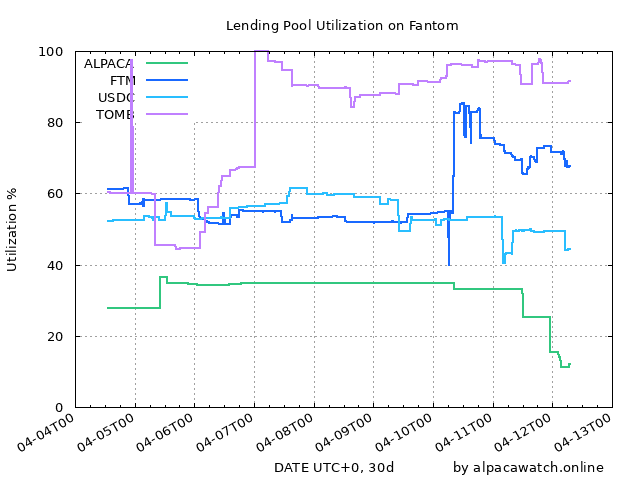 Lending Pool Utilization on Fantom
ALPACA
FTM
USDC
TOMB
Utilization %
100
80
60
40
20
0
04-04T00
04-05T00
04-06T00
04-07T00
04-08T00
04-09T00
04-10T00
04-11T00
04-12T00
04-13T00
DATE UTC+0, 30d
by alpacawatch.online